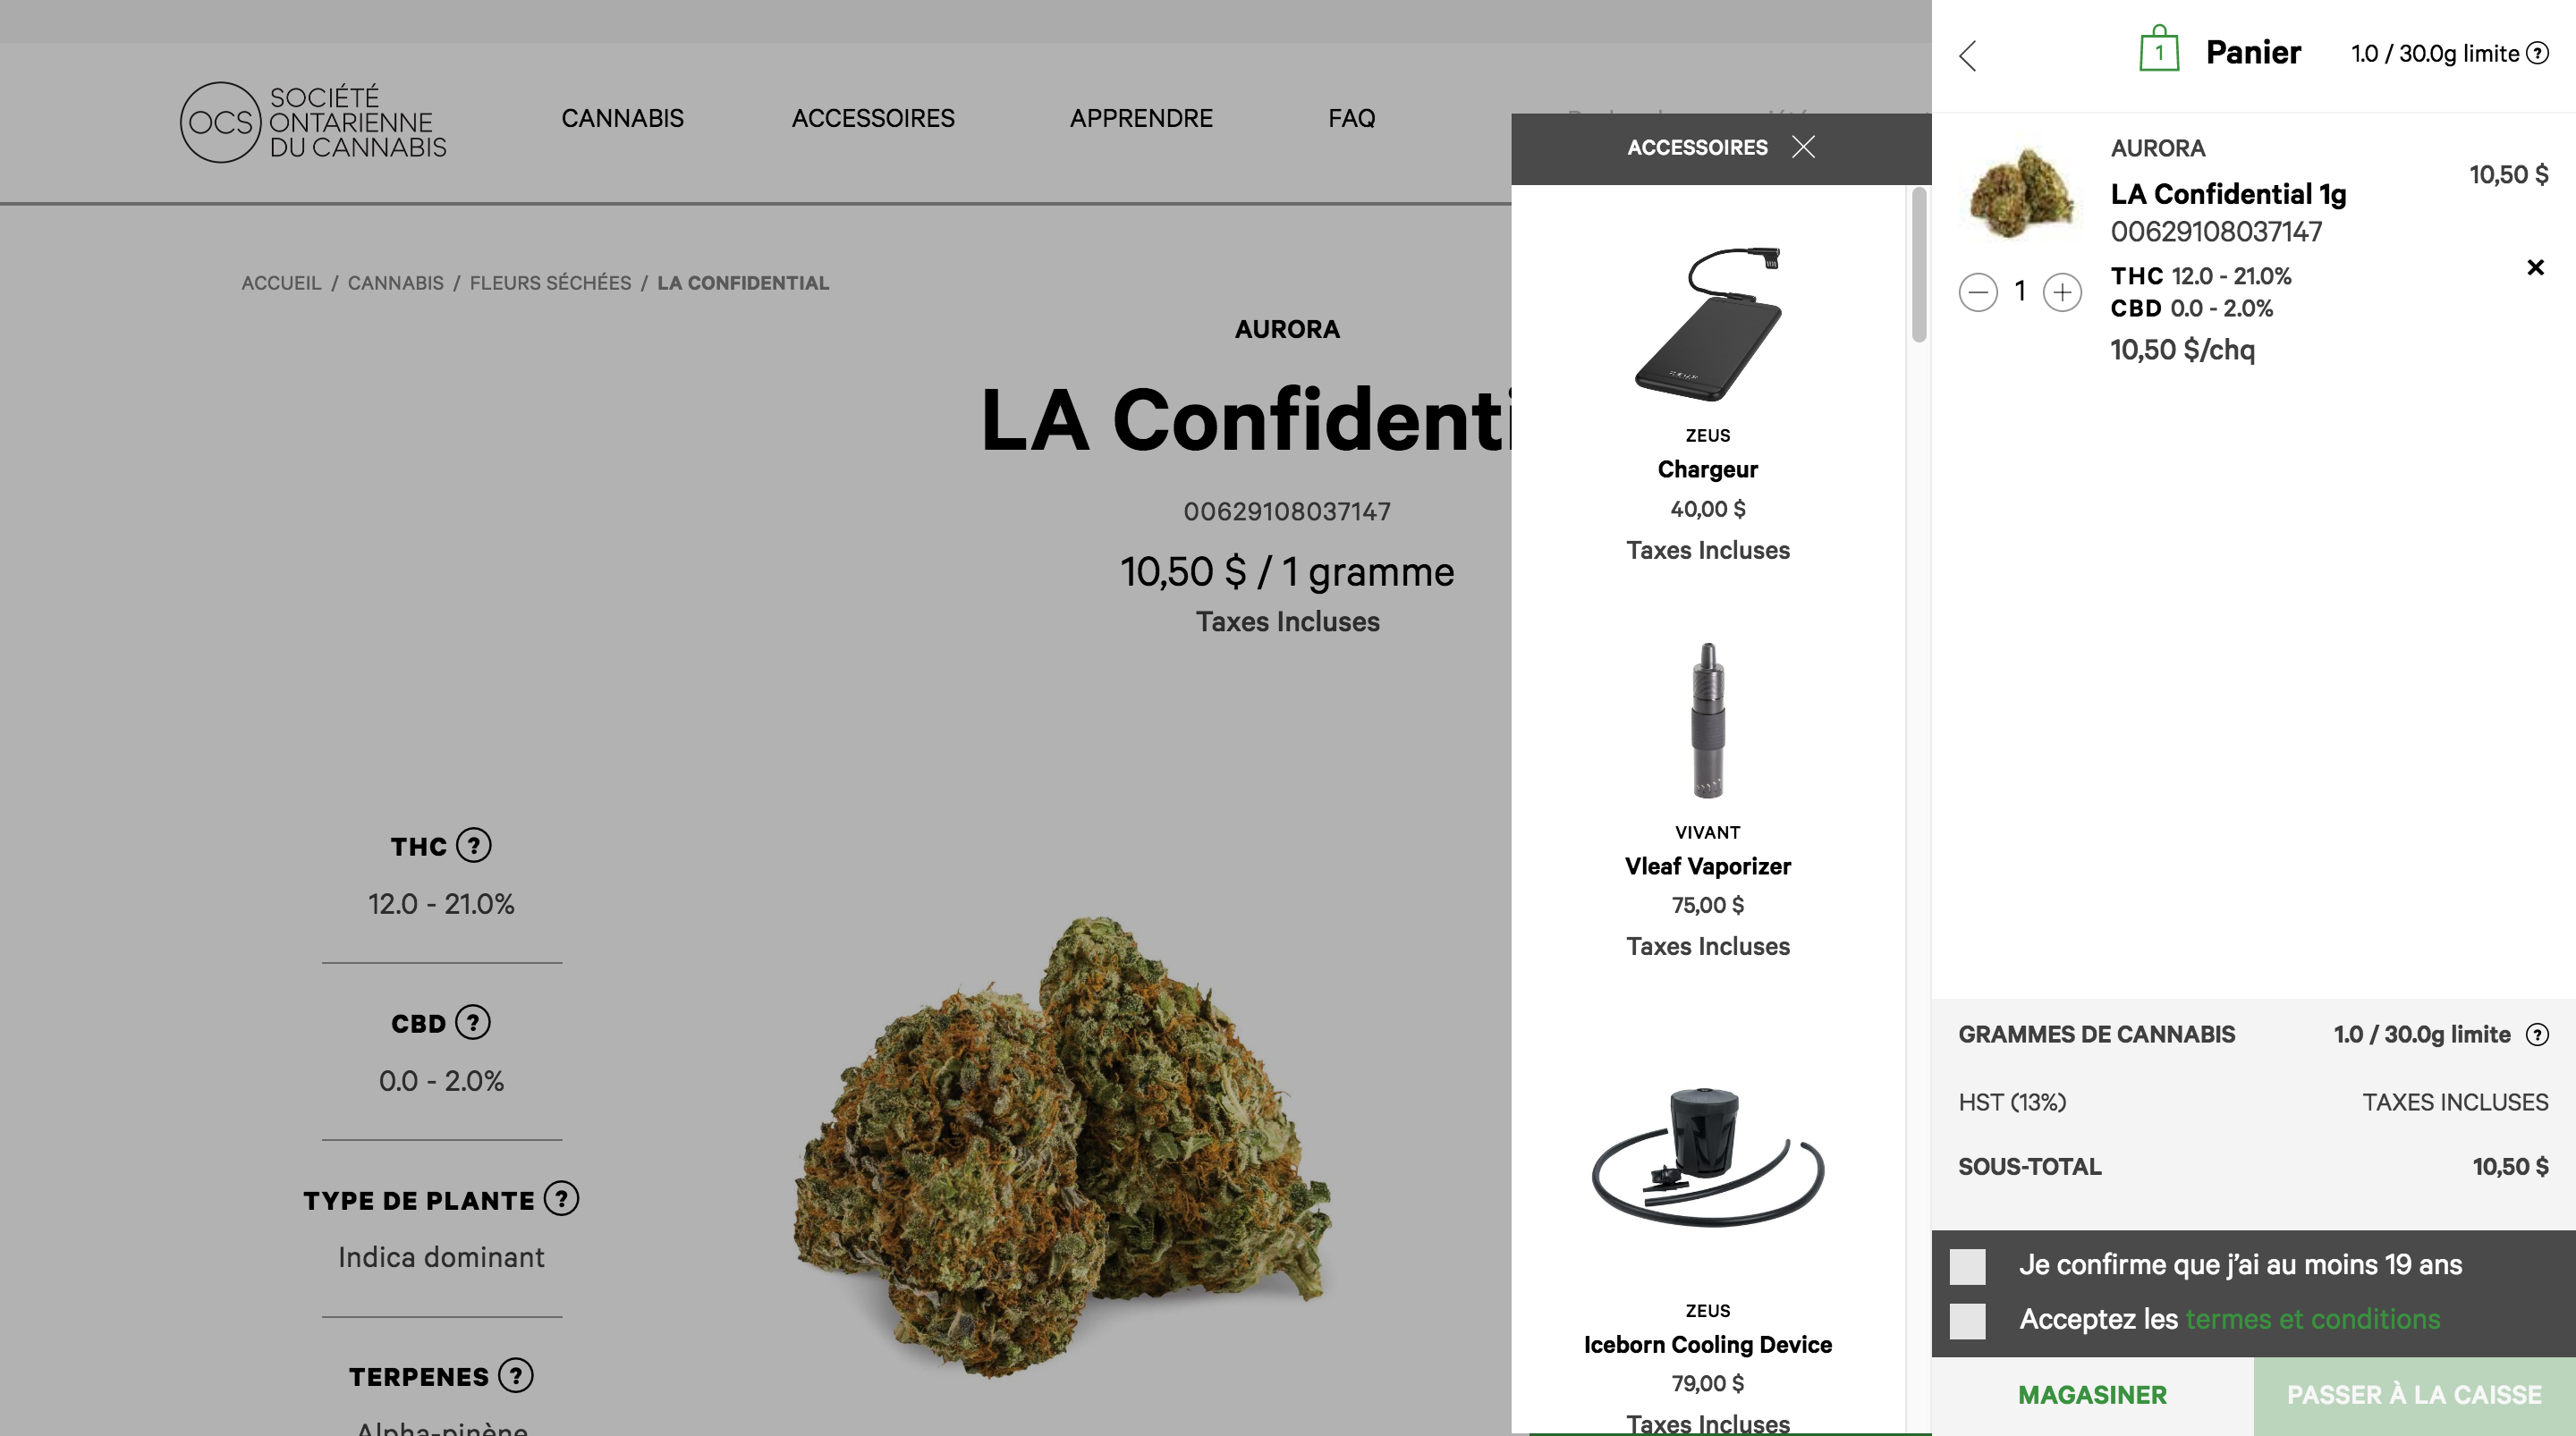 OCS
SOCIÉTÉ
ONTARIENNE
DU CANNABIS
CANNABIS
ACCESSOIRES
APPRENDRE
FAQ
ACCUEIL / CANNABIS / FLEURS SÉCHÉES / LA CONFIDENTIAL
AURORA
LA Confidenti
00629108037147
10,50 $ / 1 gramme
Taxes Incluses
THC ?
12.0 - 21.0%
CBD ?
0.0 - 2.0%
TYPE DE PLANTE ?
Indica dominant
TERPENES ?
Alpha-pinène
ACCESSOIRES
ZEUS
Chargeur
40,00 $
Taxes Incluses
VIVANT
Vleaf Vaporizer
75,00 $
Taxes Incluses
ZEUS
Iceborn Cooling Device
79,00 $
Taxes Incluses
1 Panier 1.0 / 30.0g limite ?
AURORA
10,50 $
LA Confidential 1g
00629108037147
THC 12.0 - 21.0%
1
CBD 0.0 - 2.0%
10,50 $/chq
GRAMMES DE CANNABIS 1.0 / 30.0g limite ?
HST (13%) TAXES INCLUSES
SOUS-TOTAL 10,50 $
Je confirme que j’ai au moins 19 ans
Acceptez les termes et conditions
MAGASINER
PASSER À LA CAISSE